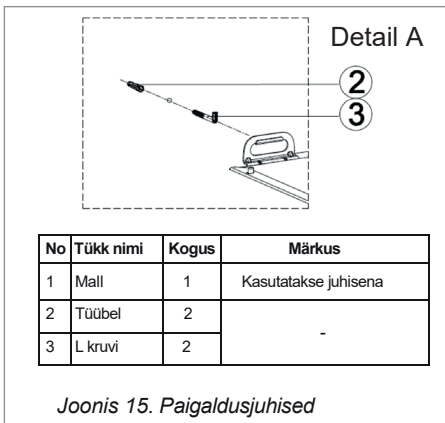 Detail A
2
3
No Tükk nimi Kogus Märkus
1 Mall 1 Kasutatakse juhisena
2 Tüübel 2 -
3 L kruvi 2
Joonis 15. Paigaldusjuhised